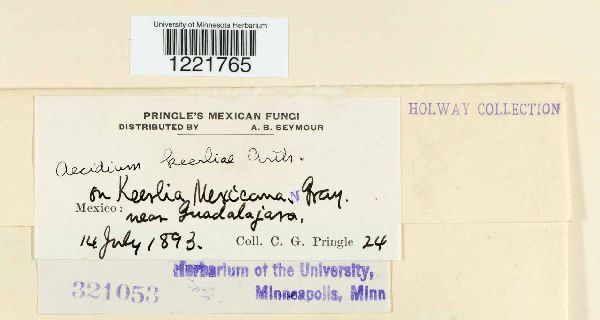 University of Minnesota Herbarium
1221765
HOLWAY COLLECTION
PRINGLE'S MEXICAN FUNGI
DISTRIBUTED BY A. B. SEYMOUR
Aecidium keerliae Arth.
on Keerlia Mexicana N Gray.
Mexico: near Guadalajara,
14 July 1893. Coll. C. G. Pringle 24
Herbarium of the University,
321053 Minneapolis, Minn